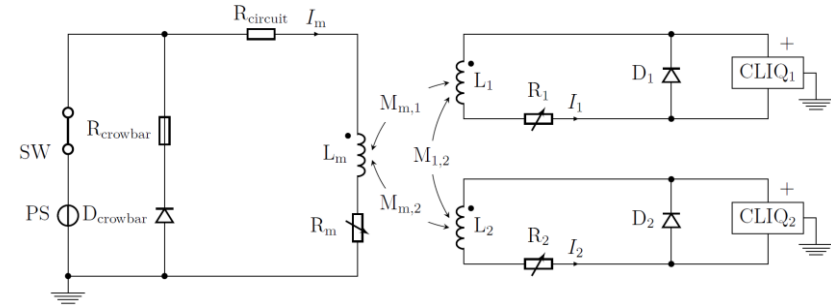 R_circuit
I_m
SW
PS
R_crowbar
D_crowbar
L_m
R_m
M_m,1
M_1,2
M_m,2
L_1
R_1
I_1
D_1
+
CLIQ_1
L_2
R_2
I_2
D_2
+
CLIQ_2